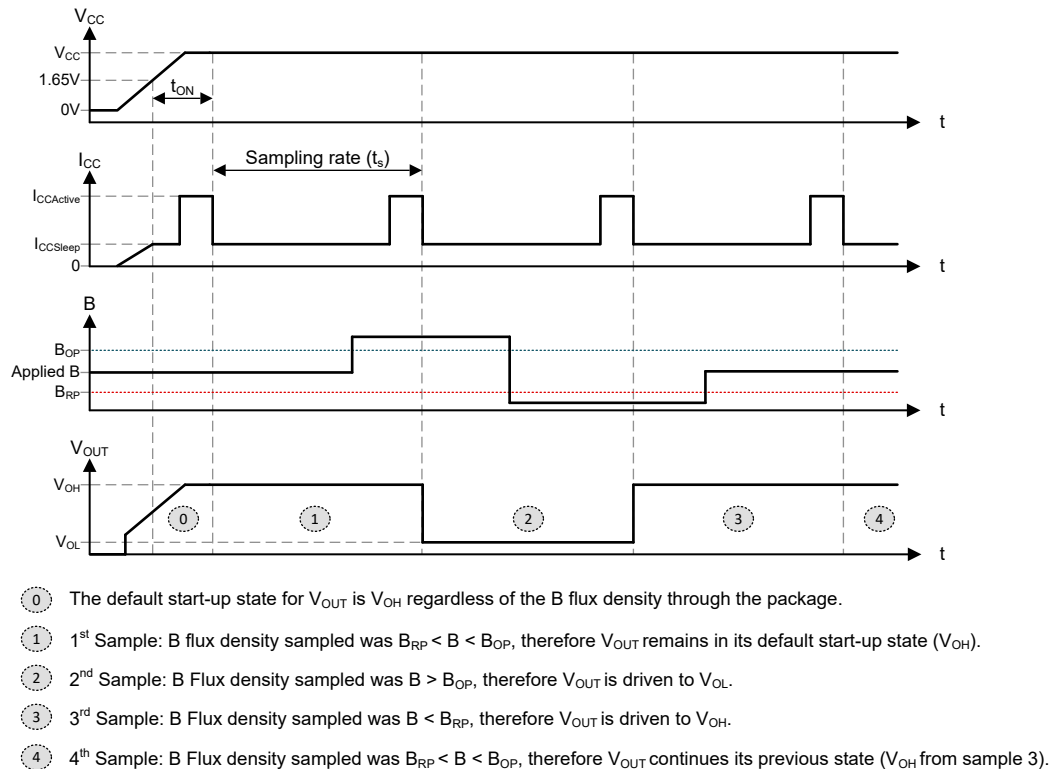 VCC
VCC
1.65V
tON
0V
t
ICC
Sampling rate (ts)
ICCActive
ICCSleep
0
t
B
BOP
Applied B
BRP
t
VOUT
VOH
0 1 2 3 4
VOL
t
0 The default start-up state for VOUT is VOH regardless of the B flux density through the package.
1 1st Sample: B flux density sampled was BRP < B < BOP, therefore VOUT remains in its default start-up state (VOH).
2 2nd Sample: B Flux density sampled was B > BOP, therefore VOUT is driven to VOL.
3 3rd Sample: B Flux density sampled was B < BRP, therefore VOUT is driven to VOH.
4 4th Sample: B Flux density sampled was BRP < B < BOP, therefore VOUT continues its previous state (VOH from sample 3).